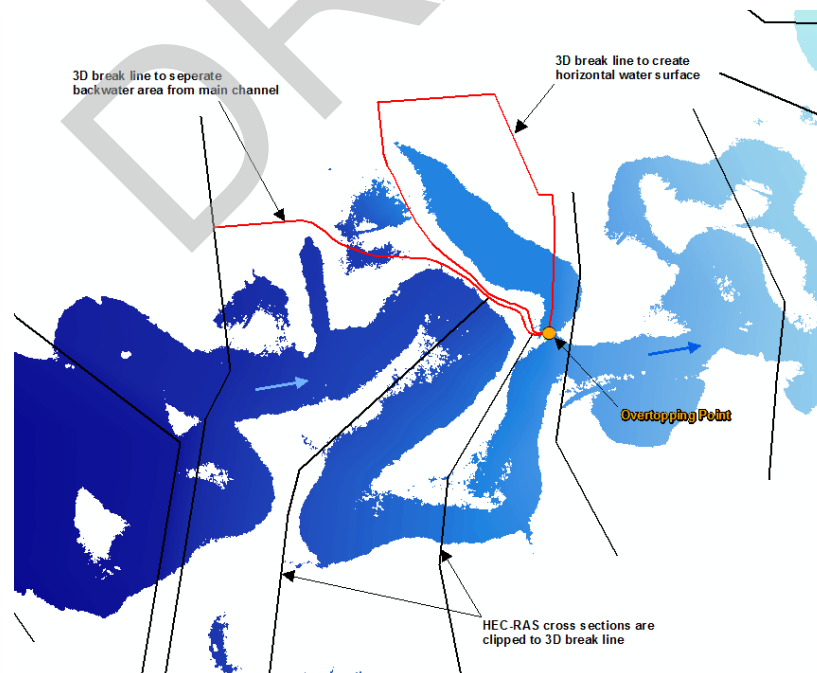 3D break line to seperate
backwater area from main channel
3D break line to create
horizontal water surface
Overtopping Point
HEC-RAS cross sections are
clipped to 3D break line